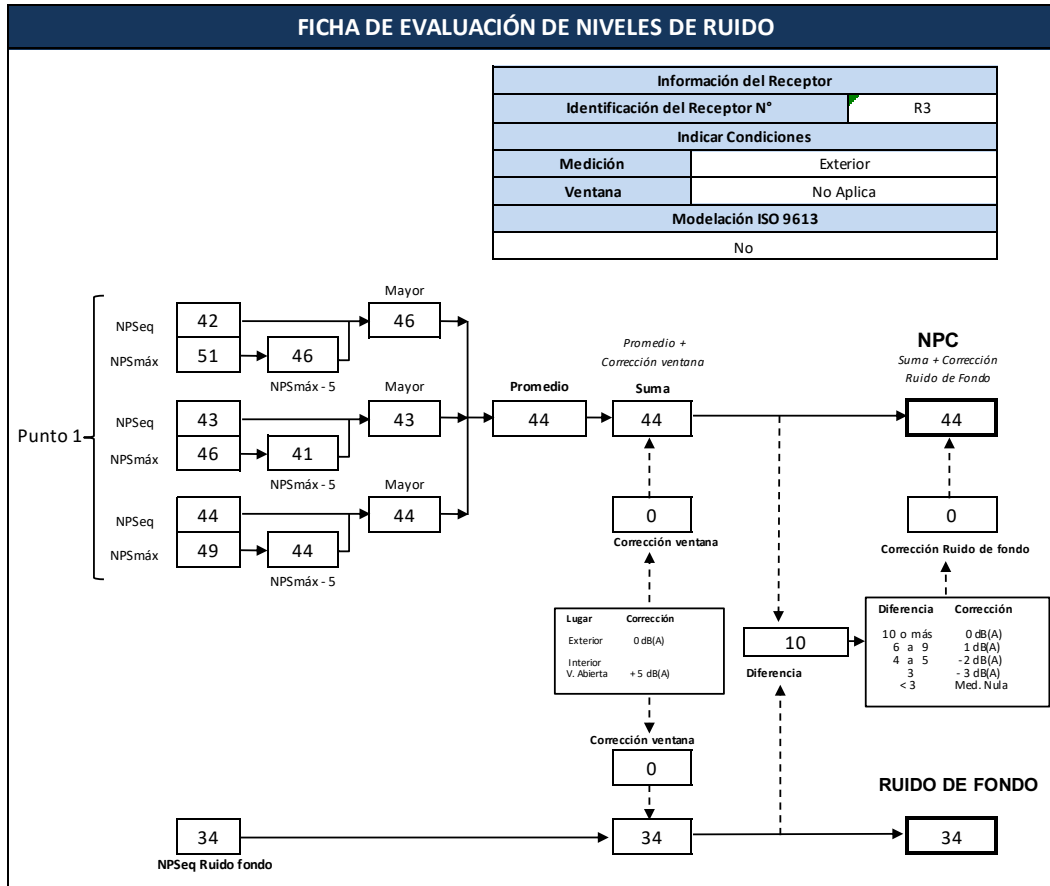 FICHA DE EVALUACIÓN DE NIVELES DE RUIDO
Información del Receptor
Identificación del Receptor N° R3
Indicar Condiciones
Medición Exterior
Ventana No Aplica
Modelación ISO 9613
No
Punto 1
NPSeq 42
NPSmáx 51
46
NPSmáx - 5
Mayor
46
NPSeq 43
NPSmáx 46
41
NPSmáx - 5
Mayor
43
NPSeq 44
NPSmáx 49
44
NPSmáx - 5
Mayor
44
Promedio
44
Promedio +
Corrección ventana
Suma
44
0
Corrección ventana
NPC
Suma + Corrección
Ruido de Fondo
44
0
Corrección Ruido de fondo
Lugar Corrección
Exterior 0 dB(A)
Interior
V. Abierta + 5 dB(A)
10
Diferencia
Diferencia Corrección
10 o más 0 dB(A)
6 a 9 1 dB(A)
4 a 5 -2 dB(A)
3 - 3 dB(A)
< 3 Med. Nula
Corrección ventana
0
34
NPSeq Ruido fondo
34
RUIDO DE FONDO
34